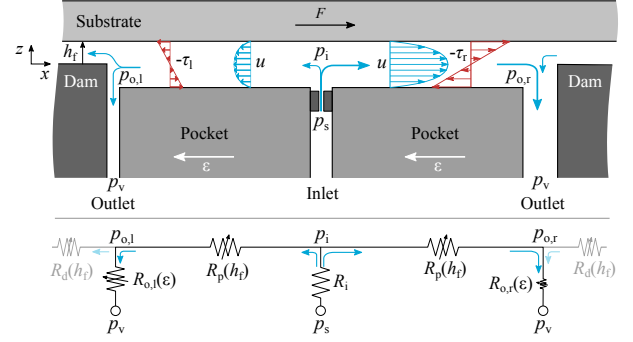 Substrate
F
z
x
h_f
p_o,l
-τ_l
u
p_i
u
-τ_r
p_o,r
Dam
Dam
p_s
Pocket
Pocket
ε
ε
p_v
Outlet
Inlet
p_v
Outlet
p_o,l
p_i
p_o,r
R_d(h_f)
R_o,l(ε)
R_p(h_f)
R_i
R_p(h_f)
R_o,r(ε)
R_d(h_f)
p_v
p_s
p_v